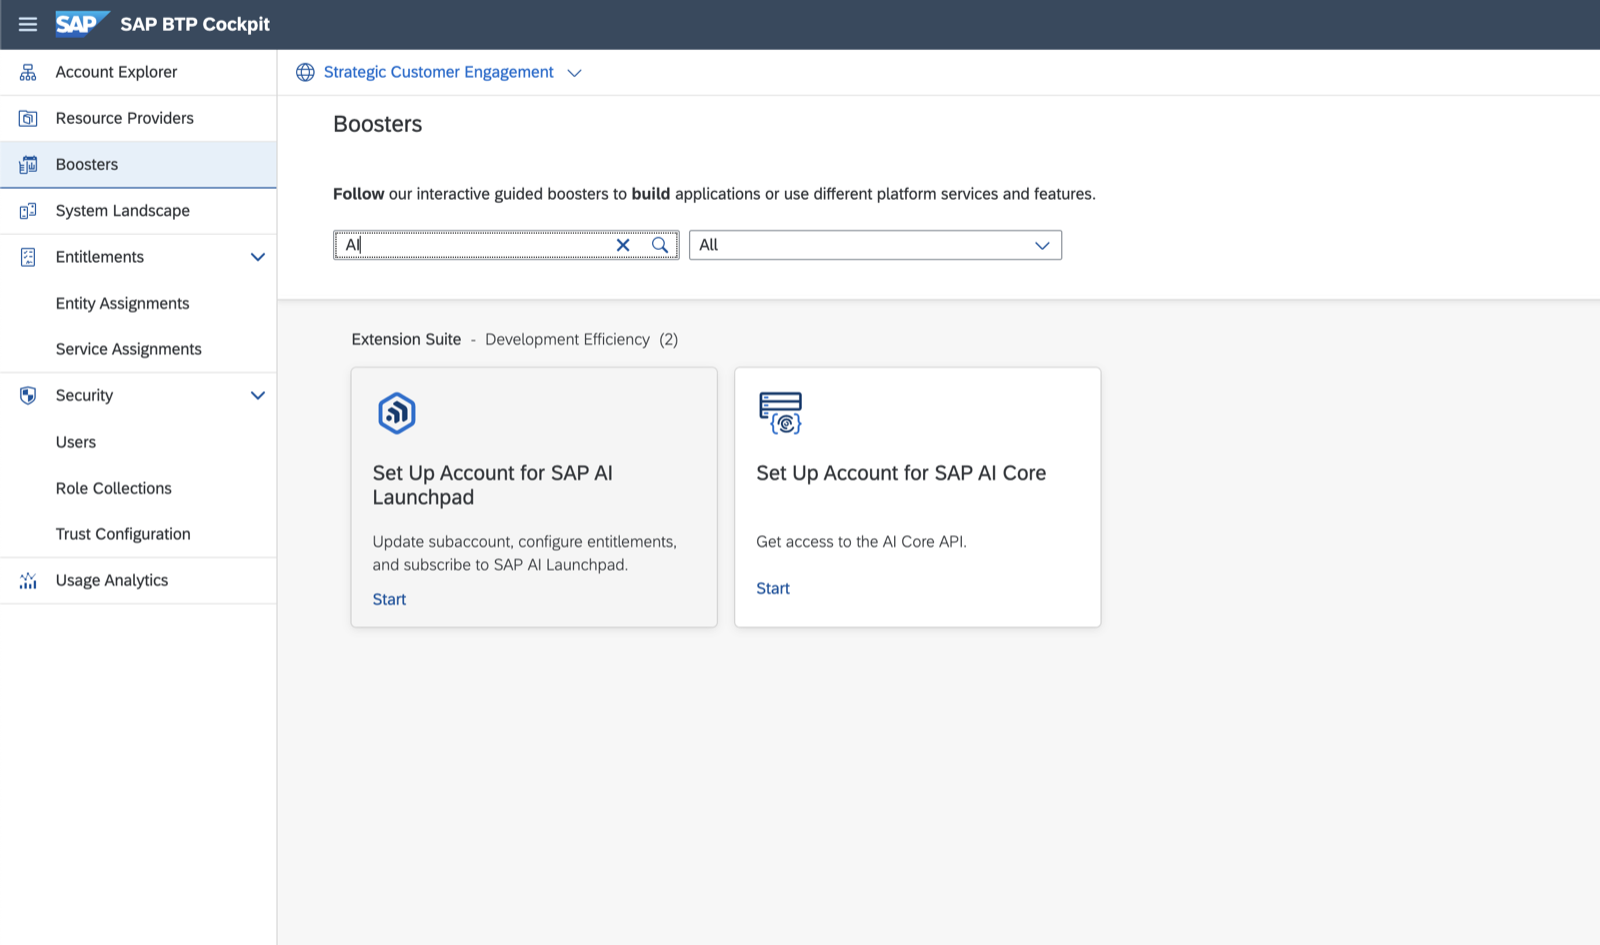 SAP SAP BTP Cockpit
Account Explorer
Resource Providers
Boosters
System Landscape
Entitlements
Entity Assignments
Service Assignments
Security
Users
Role Collections
Trust Configuration
Usage Analytics
Strategic Customer Engagement
Boosters
Follow our interactive guided boosters to build applications or use different platform services and features.
AI
All
Extension Suite - Development Efficiency (2)
Set Up Account for SAP AI
Launchpad
Update subaccount, configure entitlements,
and subscribe to SAP AI Launchpad.
Start
Set Up Account for SAP AI Core
Get access to the AI Core API.
Start